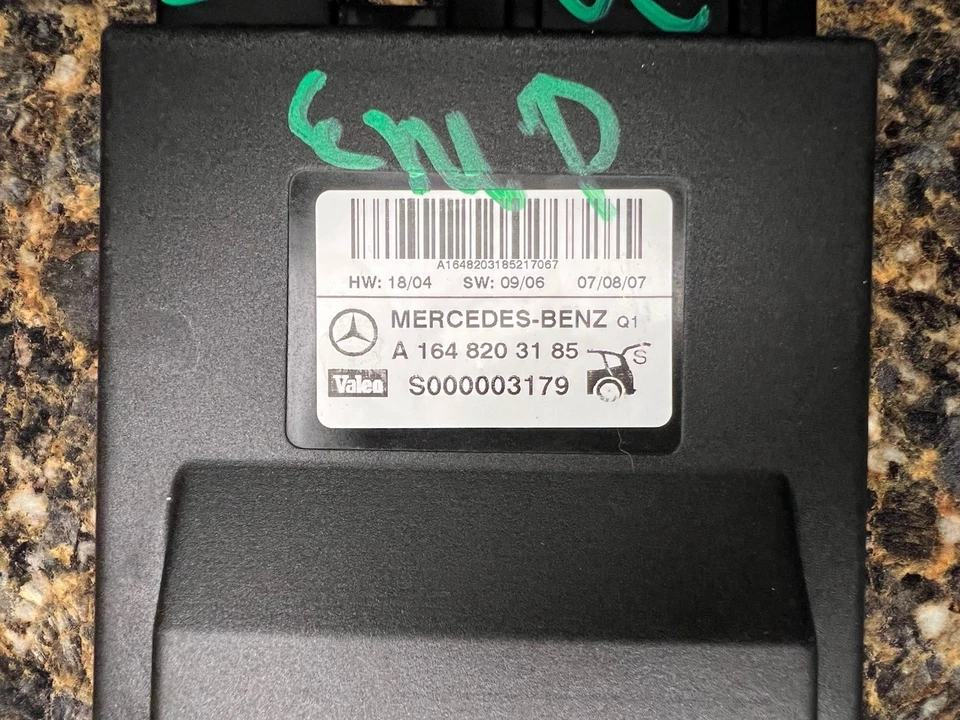 A1648203185217067
HW: 18/04 SW: 09/06 07/08/07
MERCEDES-BENZ Q1
A 164 820 31 85
S
Valeo S000003179